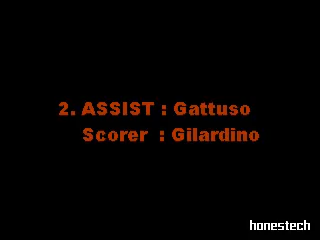 2. ASSIST : Gattuso
Scorer : Gilardino
honestech